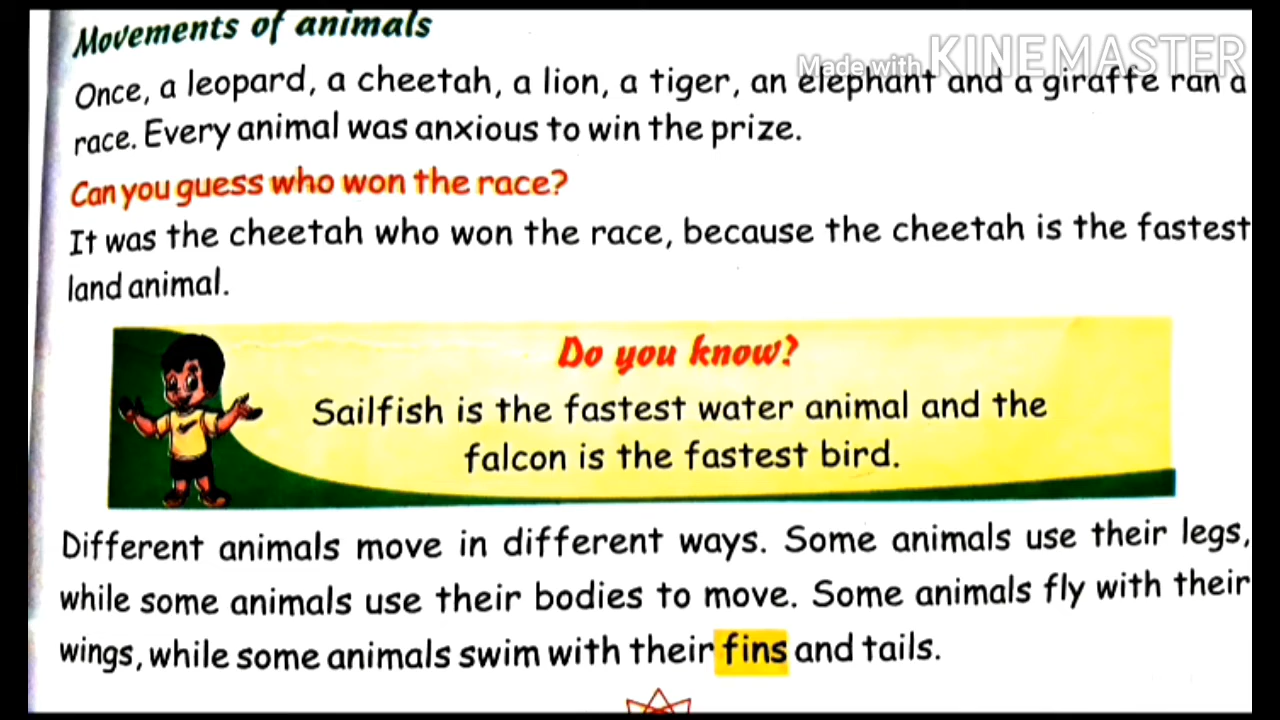 Movements of animals
Made with KINEMASTER
Once, a leopard, a cheetah, a lion, a tiger, an elephant and a giraffe ran a
race. Every animal was anxious to win the prize.
Can you guess who won the race?
It was the cheetah who won the race, because the cheetah is the fastest
land animal.
Do you know?
Sailfish is the fastest water animal and the
falcon is the fastest bird.
Different animals move in different ways. Some animals use their legs,
while some animals use their bodies to move. Some animals fly with their
wings, while some animals swim with their fins and tails.